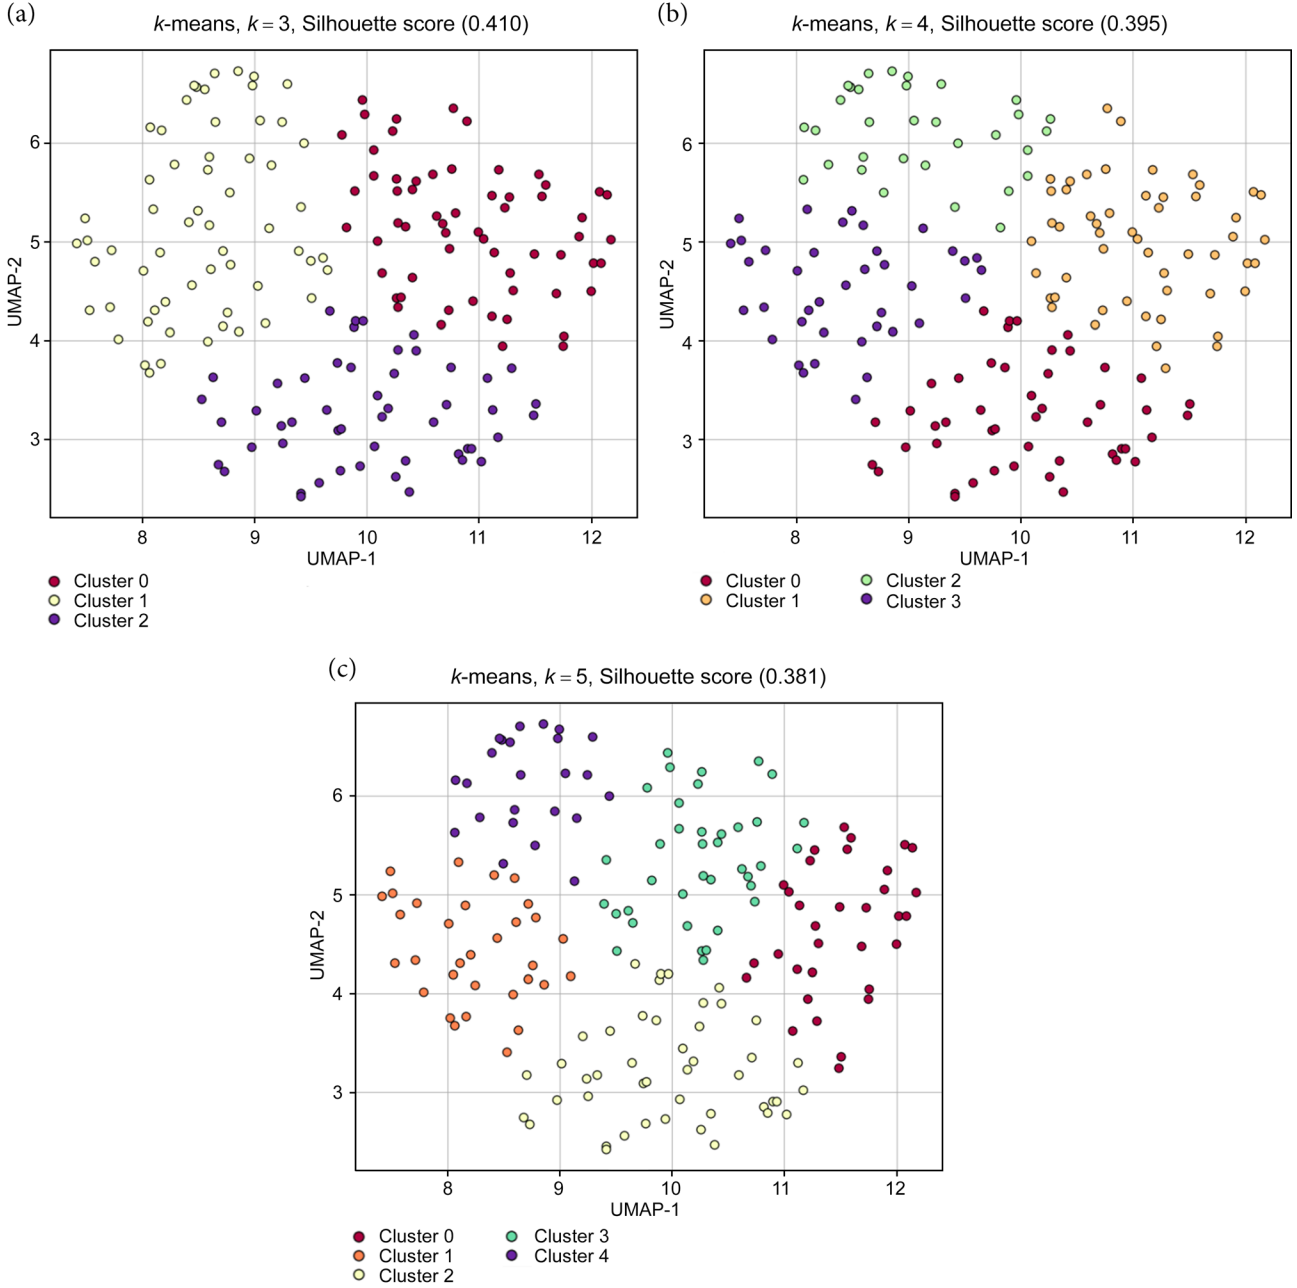 (a)
k-means, k = 3, Silhouette score (0.410)
UMAP-2
6
5
4
3
8 9 10 11 12
UMAP-1
Cluster 0
Cluster 1
Cluster 2
(b)
k-means, k = 4, Silhouette score (0.395)
UMAP-2
6
5
4
3
8 9 10 11 12
UMAP-1
Cluster 0 Cluster 2
Cluster 1 Cluster 3
(c)
k-means, k = 5, Silhouette score (0.381)
UMAP-2
6
5
4
3
8 9 10 11 12
UMAP-1
Cluster 0 Cluster 3
Cluster 1 Cluster 4
Cluster 2